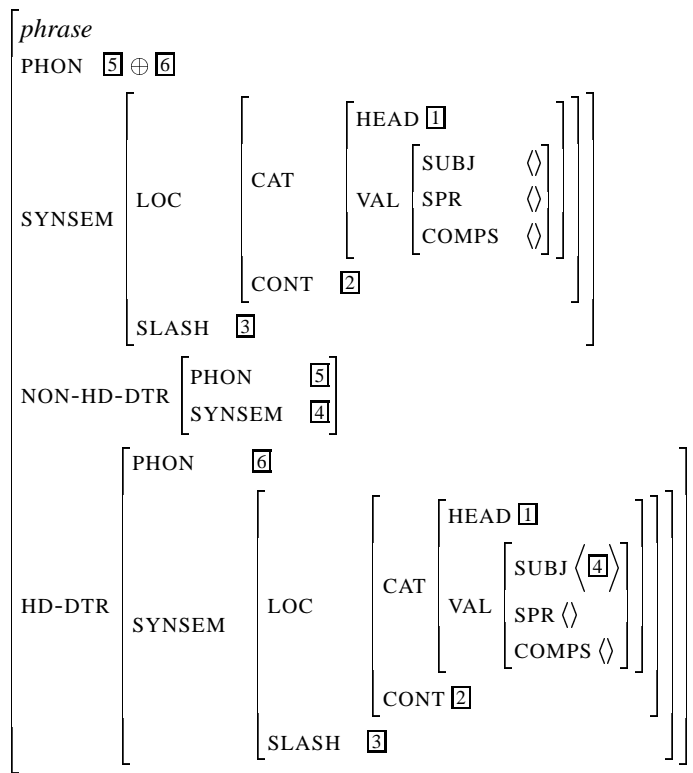 phrase
PHON 5 ⊕ 6
HEAD 1
SUBJ ⟨⟩
CAT
SYNSEM LOC VAL SPR ⟨⟩
COMPS ⟨⟩
CONT 2
SLASH 3
NON-HD-DTR PHON 5
SYNSEM 4
PHON 6
HEAD 1
SUBJ ⟨4⟩
CAT
HD-DTR SYNSEM LOC VAL SPR ⟨⟩
COMPS ⟨⟩
CONT 2
SLASH 3